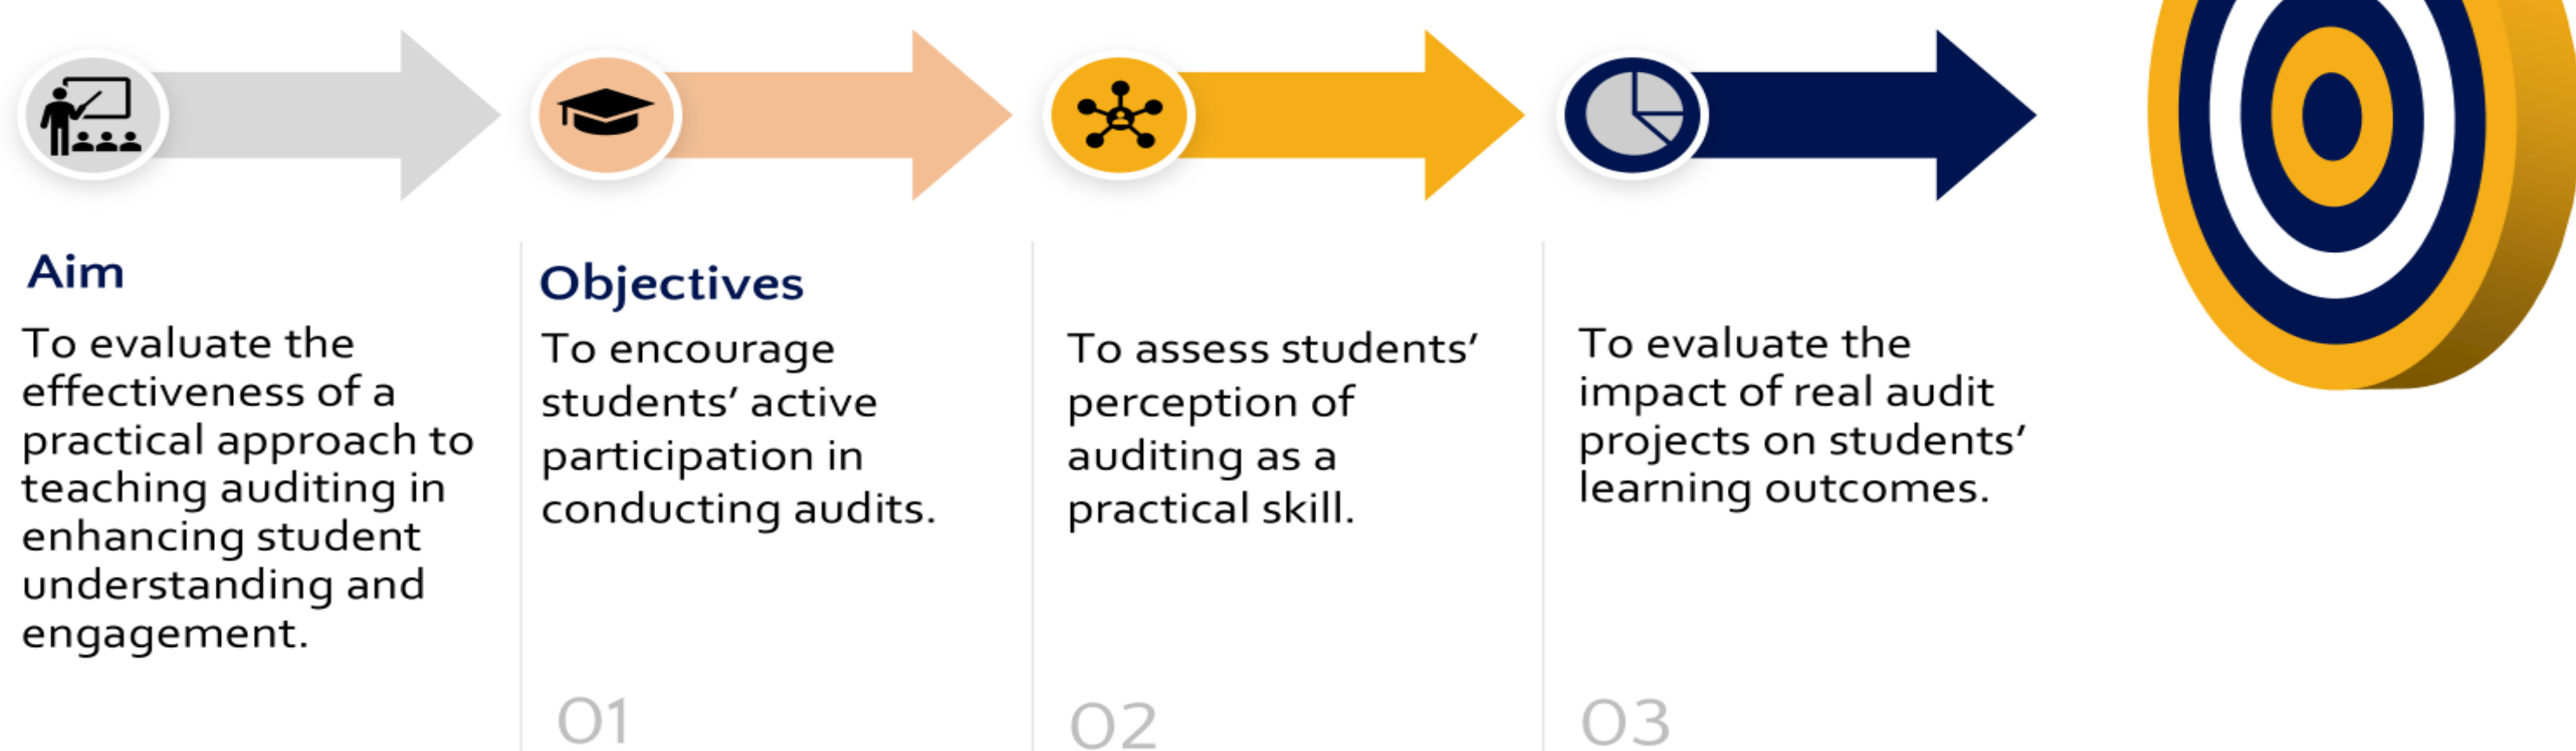 Aim
To evaluate the
effectiveness of a
practical approach to
teaching auditing in
enhancing student
understanding and
engagement.
Objectives
To encourage
students’ active
participation in
conducting audits.
01
To assess students’
perception of
auditing as a
practical skill.
02
To evaluate the
impact of real audit
projects on students’
learning outcomes.
03